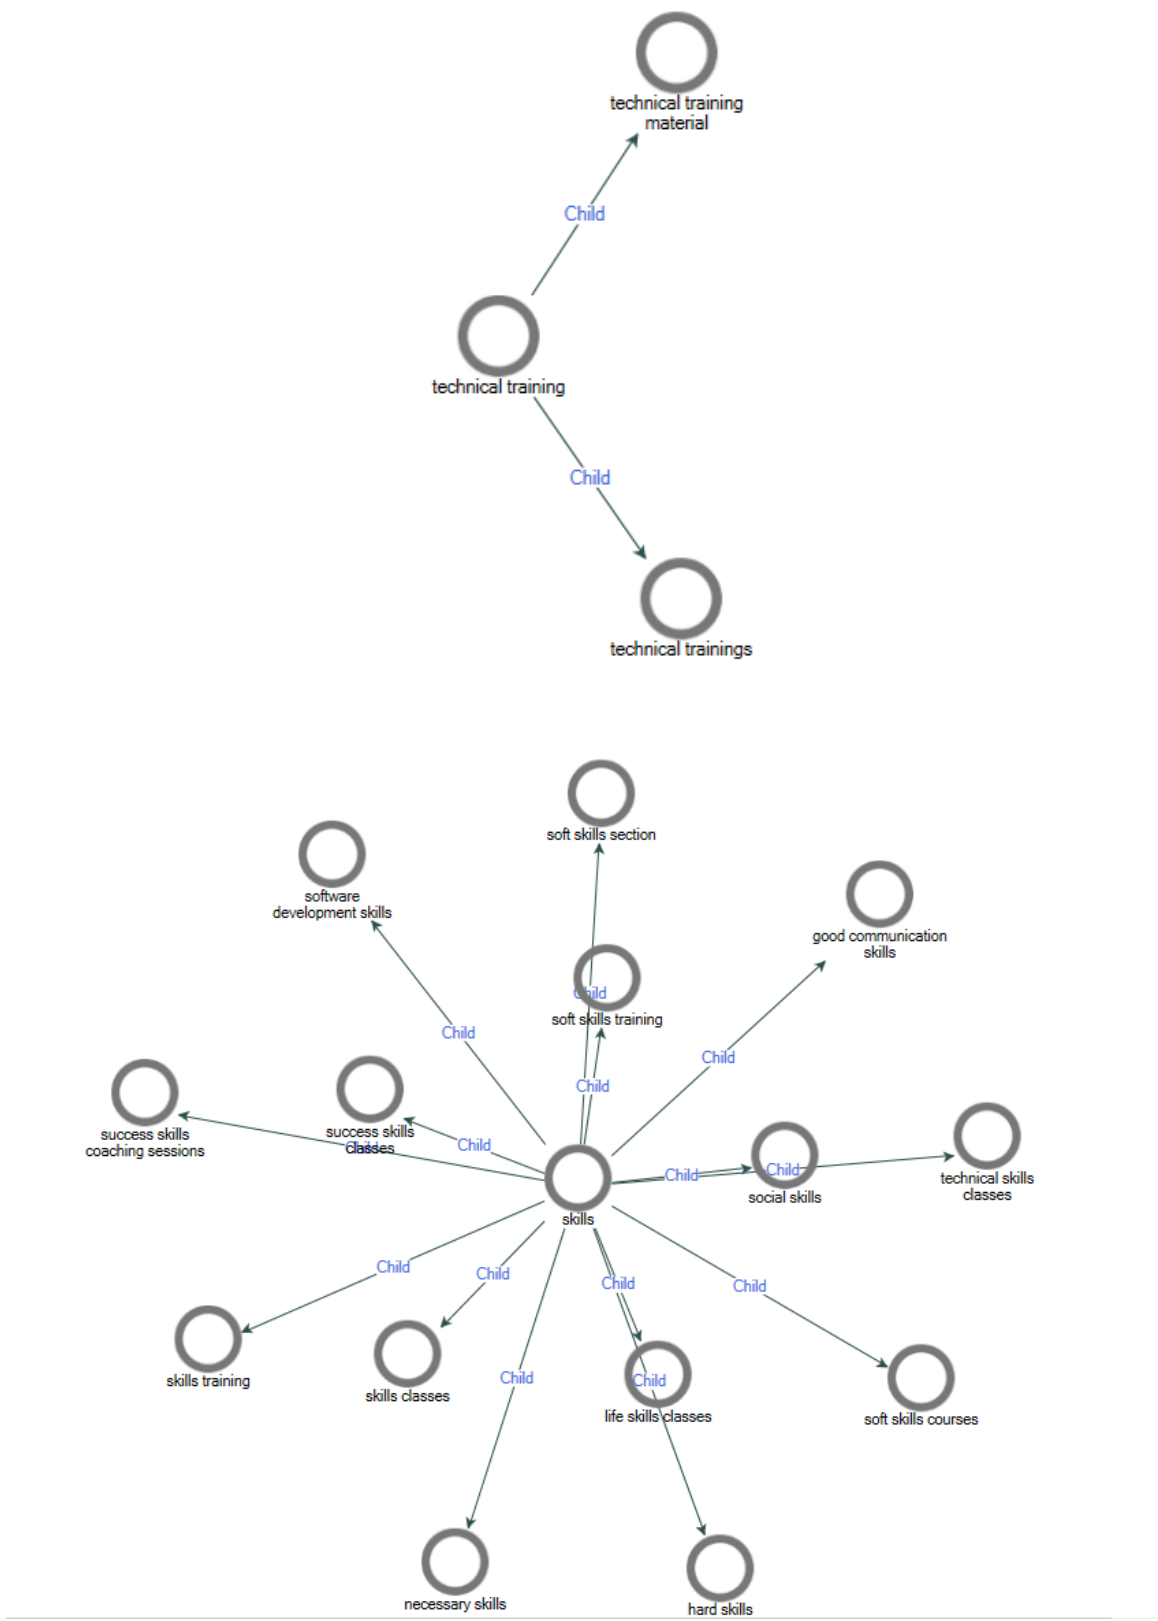 technical training
material
Child
technical training
Child
technical trainings
soft skills section
software
development skills
good communication
skills
Child
soft skills training
Child
Child
Child
success skills
coaching sessions
Child
success skills
classes
Child
Child
Child
social skills
technical skills
classes
skills
Child
Child
Child
Child
skills training
skills classes
Child
Child
life skills classes
soft skills courses
necessary skills
hard skills